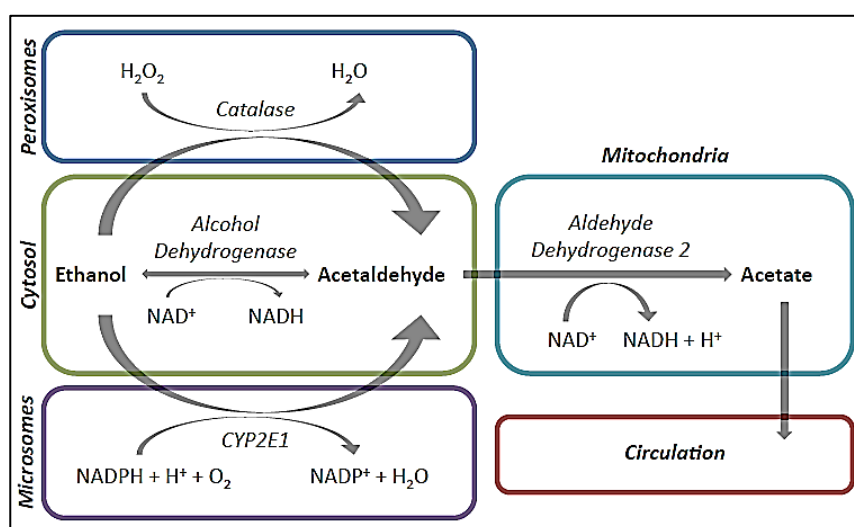 Peroxisomes
H₂O₂
H₂O
Catalase
Cytosol
Alcohol
Dehydrogenase
Ethanol
Acetaldehyde
NAD⁺
NADH
Mitochondria
Aldehyde
Dehydrogenase 2
Acetate
NAD⁺
NADH + H⁺
Microsomes
CYP2E1
NADPH + H⁺ + O₂
NADP⁺ + H₂O
Circulation